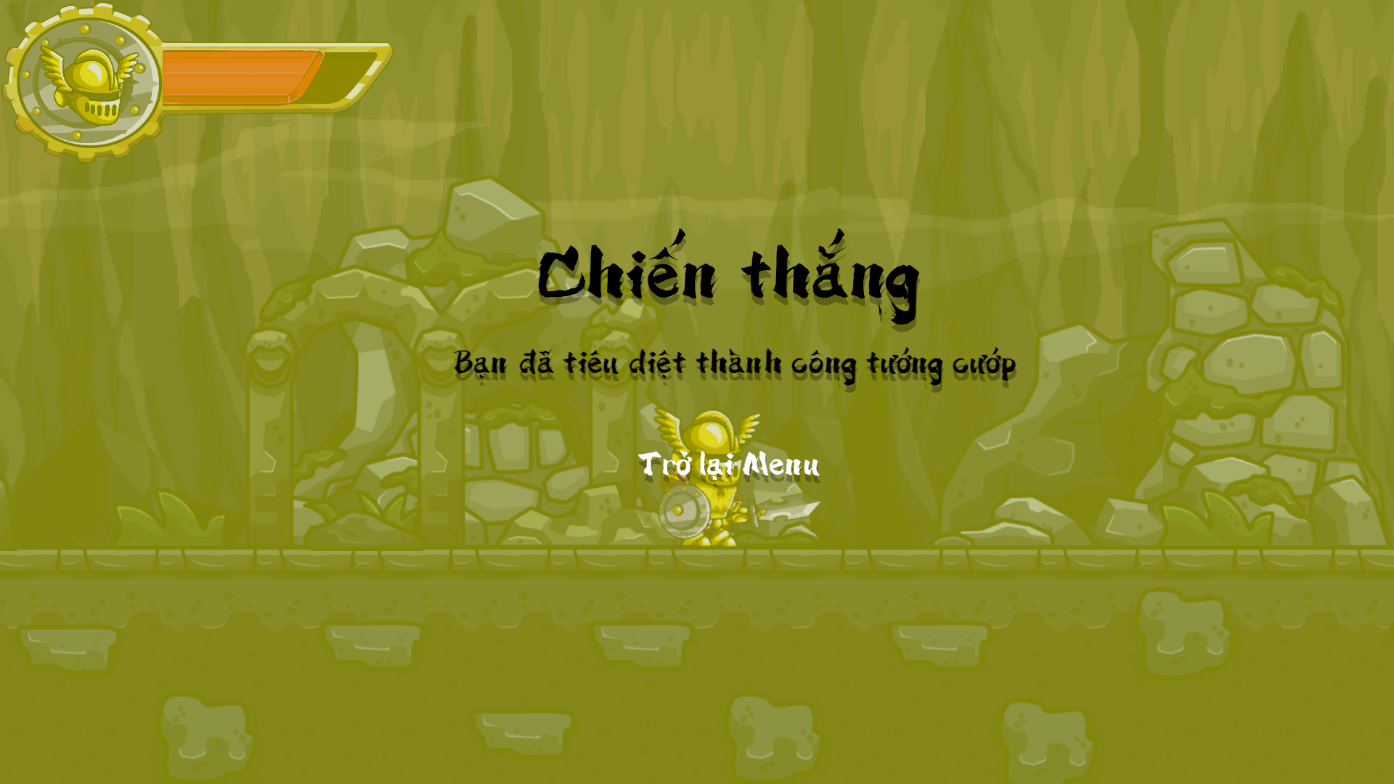 Chiến thắng
Bạn đã tiêu diệt thành công tướng cướp
Trở lại Menu